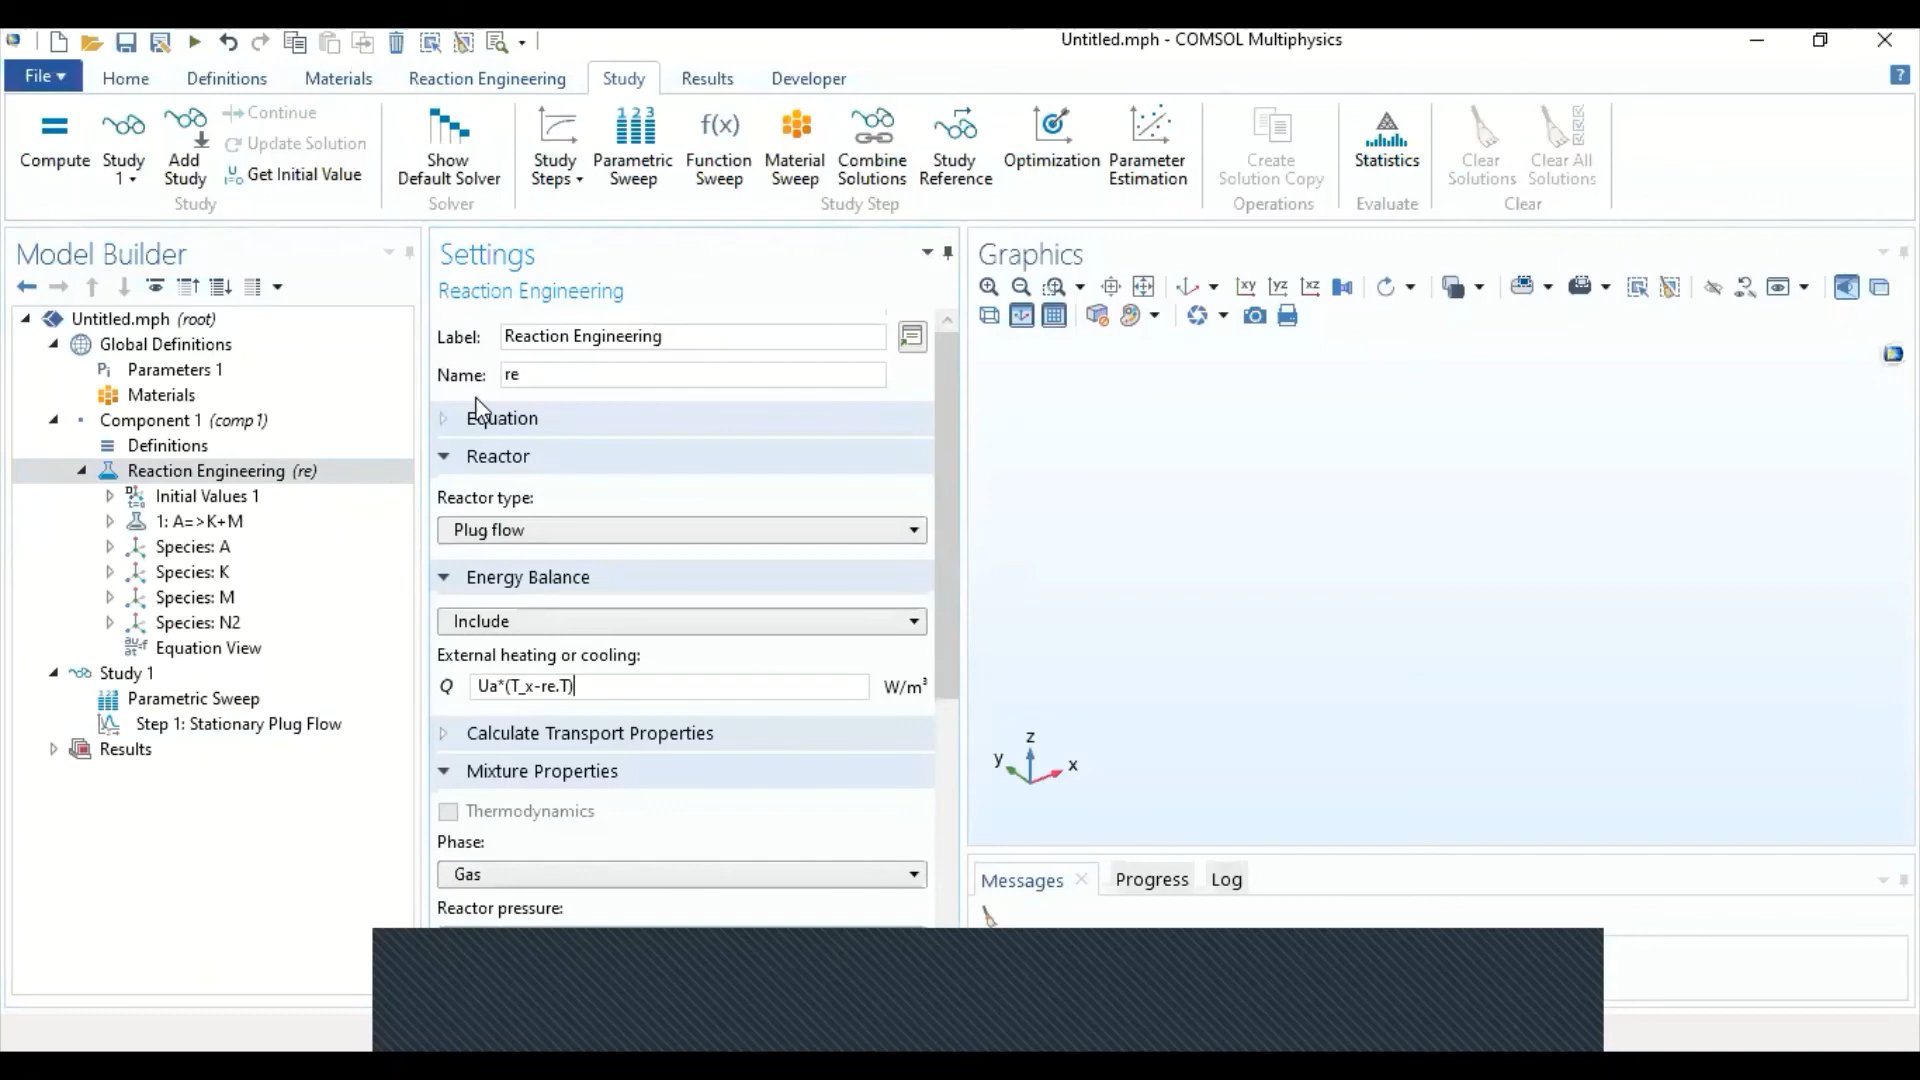 Untitled.mph - COMSOL Multiphysics
File
Home
Definitions
Materials
Reaction Engineering
Study
Results
Developer
?
Compute
Study
1
Add
Study
Continue
Update Solution
Get Initial Value
Study
Show
Default Solver
Solver
Study
Steps
Parametric
Sweep
Function
Sweep
Material
Sweep
Combine
Solutions
Study
Reference
Optimization
Parameter
Estimation
Study Step
Create
Solution Copy
Operations
Statistics
Evaluate
Clear
Solutions
Clear All
Solutions
Clear
Model Builder
Untitled.mph (root)
Global Definitions
Pi Parameters 1
Materials
Component 1 (comp1)
Definitions
Reaction Engineering (re)
Initial Values 1
1: A=>K+M
Species: A
Species: K
Species: M
Species: N2
Equation View
Study 1
Parametric Sweep
Step 1: Stationary Plug Flow
Results
Settings
Reaction Engineering
Label: Reaction Engineering
Name: re
Equation
Reactor
Reactor type:
Plug flow
Energy Balance
Include
External heating or cooling:
Q Ua*(T_x-re.T) W/m³
Calculate Transport Properties
Mixture Properties
Thermodynamics
Phase:
Gas
Reactor pressure:
Graphics
xy yz xz
z
y
x
Messages
Progress
Log